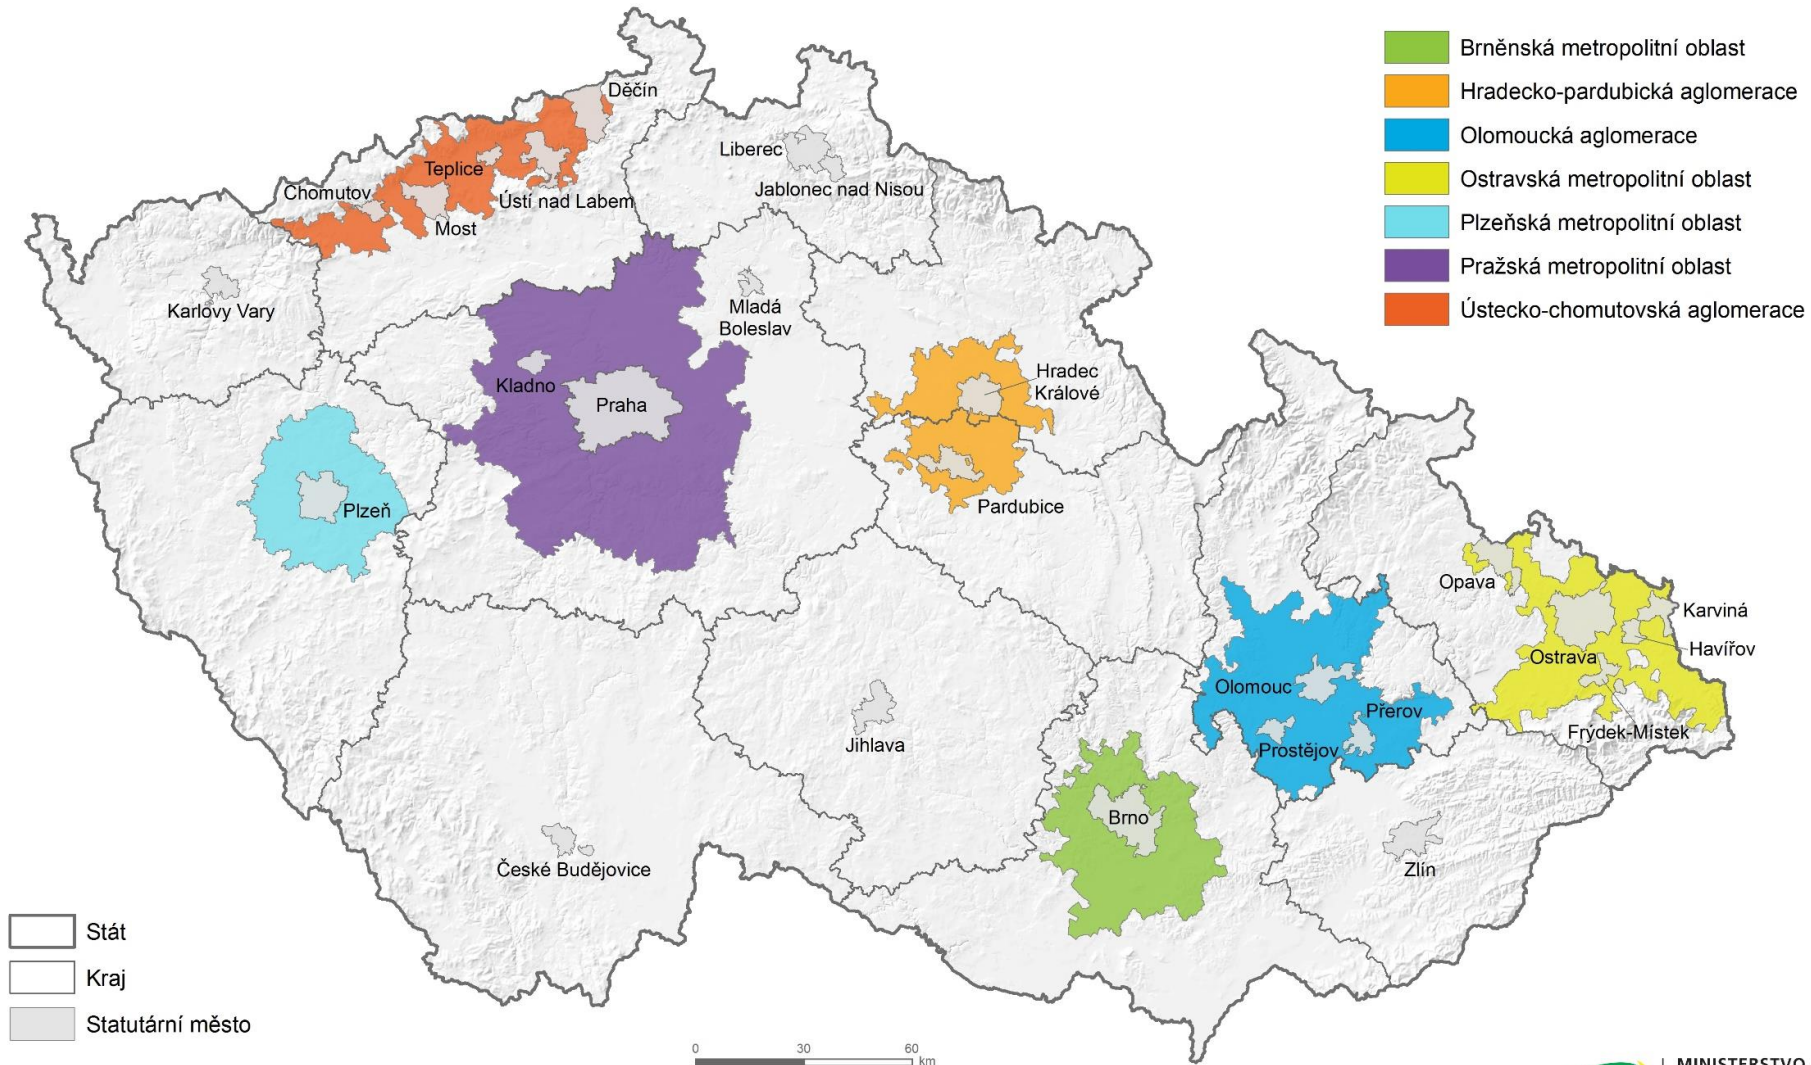 Brněnská metropolitní oblast
Hradecko-pardubická aglomerace
Olomoucká aglomerace
Ostravská metropolitní oblast
Plzeňská metropolitní oblast
Pražská metropolitní oblast
Ústecko-chomutovská aglomerace
Děčín
Liberec
Teplice
Jablonec nad Nisou
Chomutov
Ústí nad Labem
Most
Karlovy Vary
Mladá
Boleslav
Kladno
Praha
Hradec
Králové
Plzeň
Pardubice
Opava
Karviná
Havířov
Ostrava
Olomouc
Přerov
Frýdek-Místek
Jihlava
Prostějov
Brno
České Budějovice
Zlín
Stát
Kraj
Statutární město
0 30 60
km
MINISTERSTVO